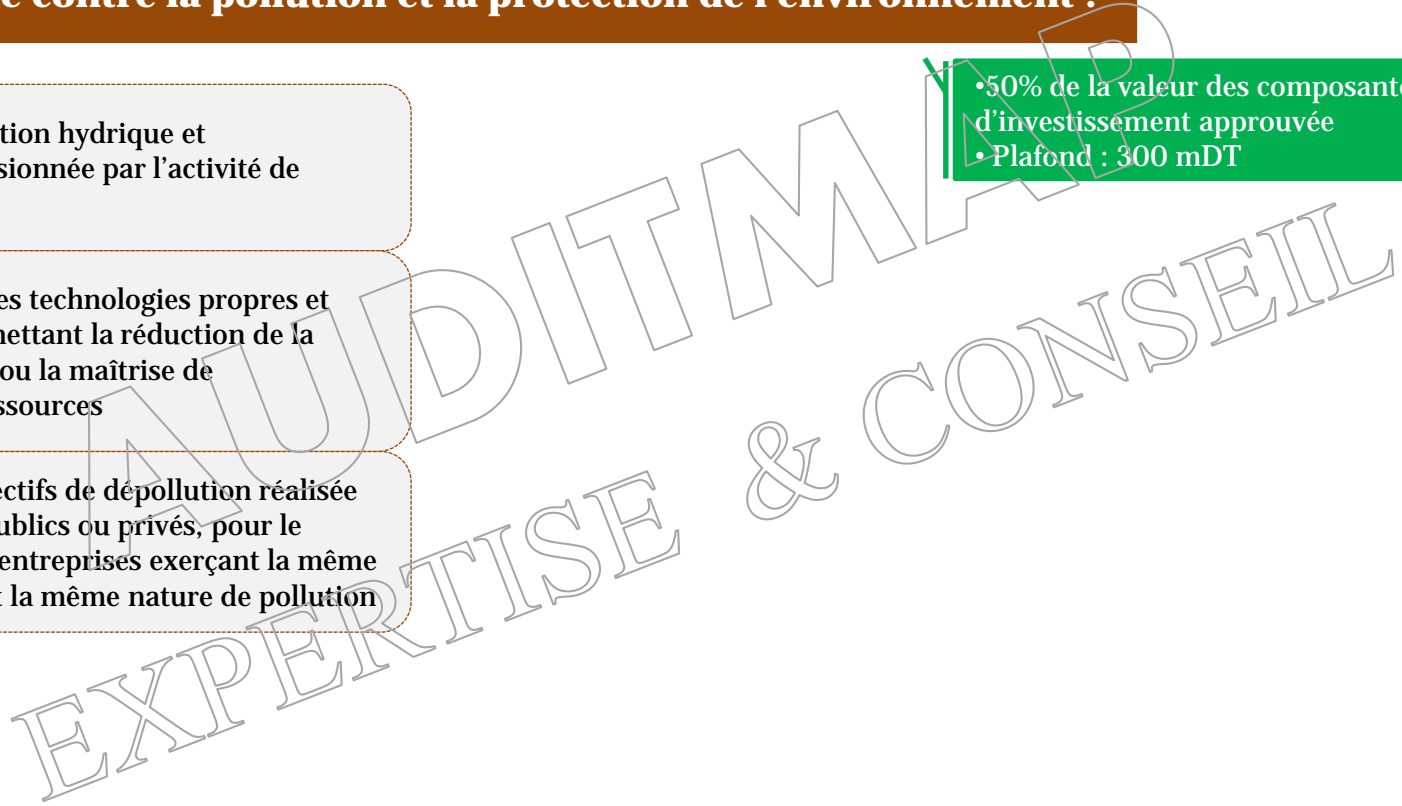 contre la pollution et la protection de l'environnement :
•50% de la valeur des composante
d'investissement approuvée
• Plafond : 300 mDT
tion hydrique et
sionnée par l'activité de
es technologies propres et
mettant la réduction de la
ou la maîtrise de
ssources
ectifs de dépollution réalisée
ublics ou privés, pour le
entreprises exerçant la même
t la même nature de pollution
AUDITMAP
EXPERTISE & CONSEIL